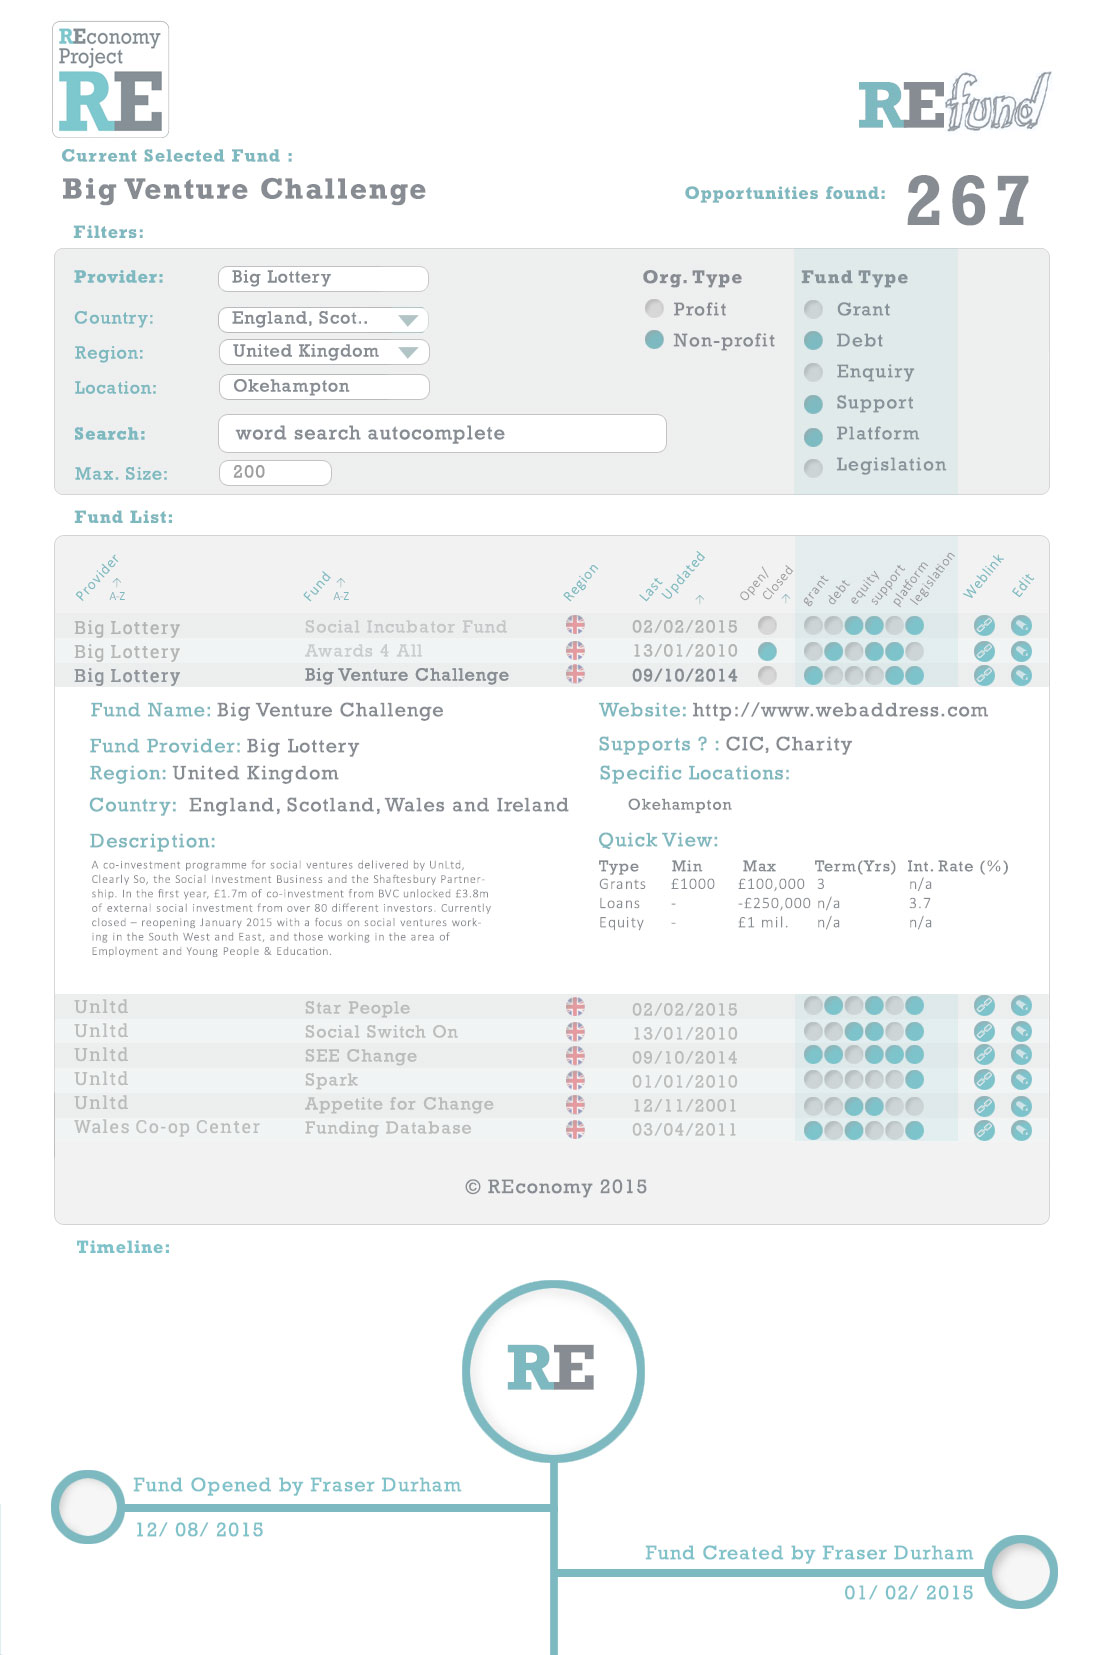 REconomy
Project
RE
REfund
Current Selected Fund :
Big Venture Challenge
Opportunities found: 267
Filters:
Provider: Big Lottery
Country: England, Scot..
Region: United Kingdom
Location: Okehampton
Search: word search autocomplete
Max. Size: 200
Org. Type
Profit
Non-profit
Fund Type
Grant
Debt
Enquiry
Support
Platform
Legislation
Fund List:
Provider A-Z Fund A-Z Region Last Updated Open/ Closed grant debt equity support platform legislation Weblink Edit
Big Lottery Social Incubator Fund 02/02/2015
Big Lottery Awards 4 All 13/01/2010
Big Lottery Big Venture Challenge 09/10/2014
Fund Name: Big Venture Challenge
Fund Provider: Big Lottery
Region: United Kingdom
Country: England, Scotland, Wales and Ireland
Description:
A co-investment programme for social ventures delivered by UnLtd,
Clearly So, the Social Investment Business and the Shaftesbury Partner-
ship. In the first year, £1.7m of co-investment from BVC unlocked £3.8m
of external social investment from over 80 different investors. Currently
closed – reopening January 2015 with a focus on social ventures work-
ing in the South West and East, and those working in the area of
Employment and Young People & Education.
Website: http://www.webaddress.com
Supports ? : CIC, Charity
Specific Locations:
Okehampton
Quick View:
Type Min Max Term(Yrs) Int. Rate (%)
Grants £1000 £100,000 3 n/a
Loans - -£250,000 n/a 3.7
Equity - £1 mil. n/a n/a
Unltd Star People 02/02/2015
Unltd Social Switch On 13/01/2010
Unltd SEE Change 09/10/2014
Unltd Spark 01/01/2010
Unltd Appetite for Change 12/11/2001
Wales Co-op Center Funding Database 03/04/2011
© REconomy 2015
Timeline:
RE
Fund Opened by Fraser Durham
12/ 08/ 2015
Fund Created by Fraser Durham
01/ 02/ 2015